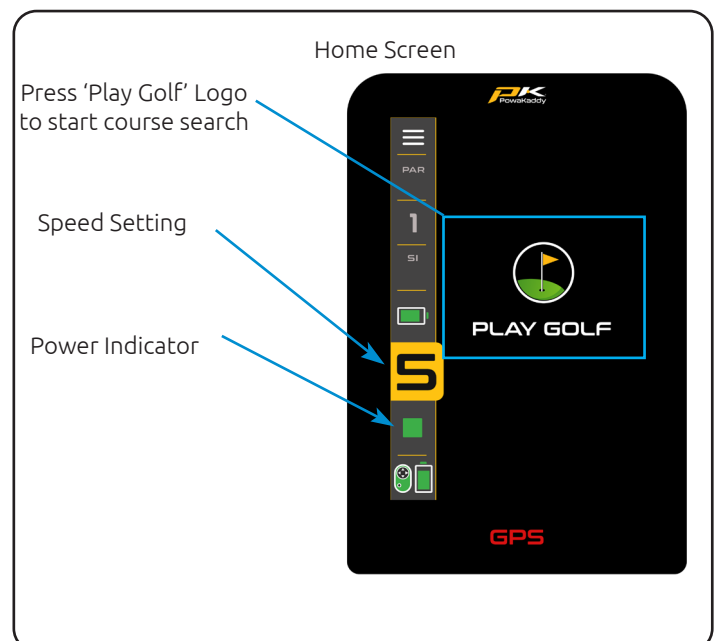 Home Screen
Press ‘Play Golf’ Logo
to start course search
Speed Setting
Power Indicator
PK
PowaKaddy
PAR
1
SI
S
PLAY GOLF
GPS